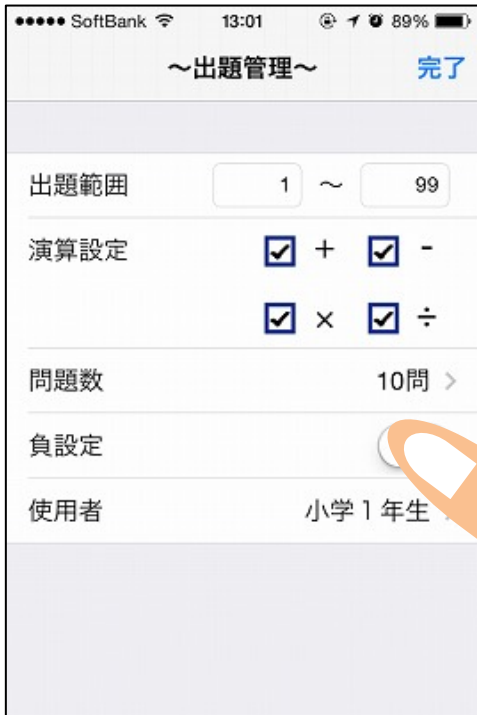 SoftBank 13:01 89%
～出題管理～ 完了
出題範囲 1 ～ 99
演算設定 + -
× ÷
問題数 10問
負設定
使用者 小学１年生